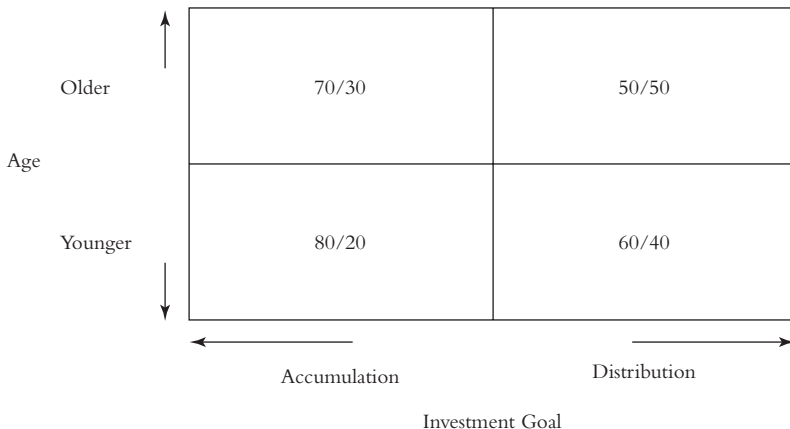 Older
70/30
50/50
Age
Younger
80/20
60/40
Accumulation
Distribution
Investment Goal